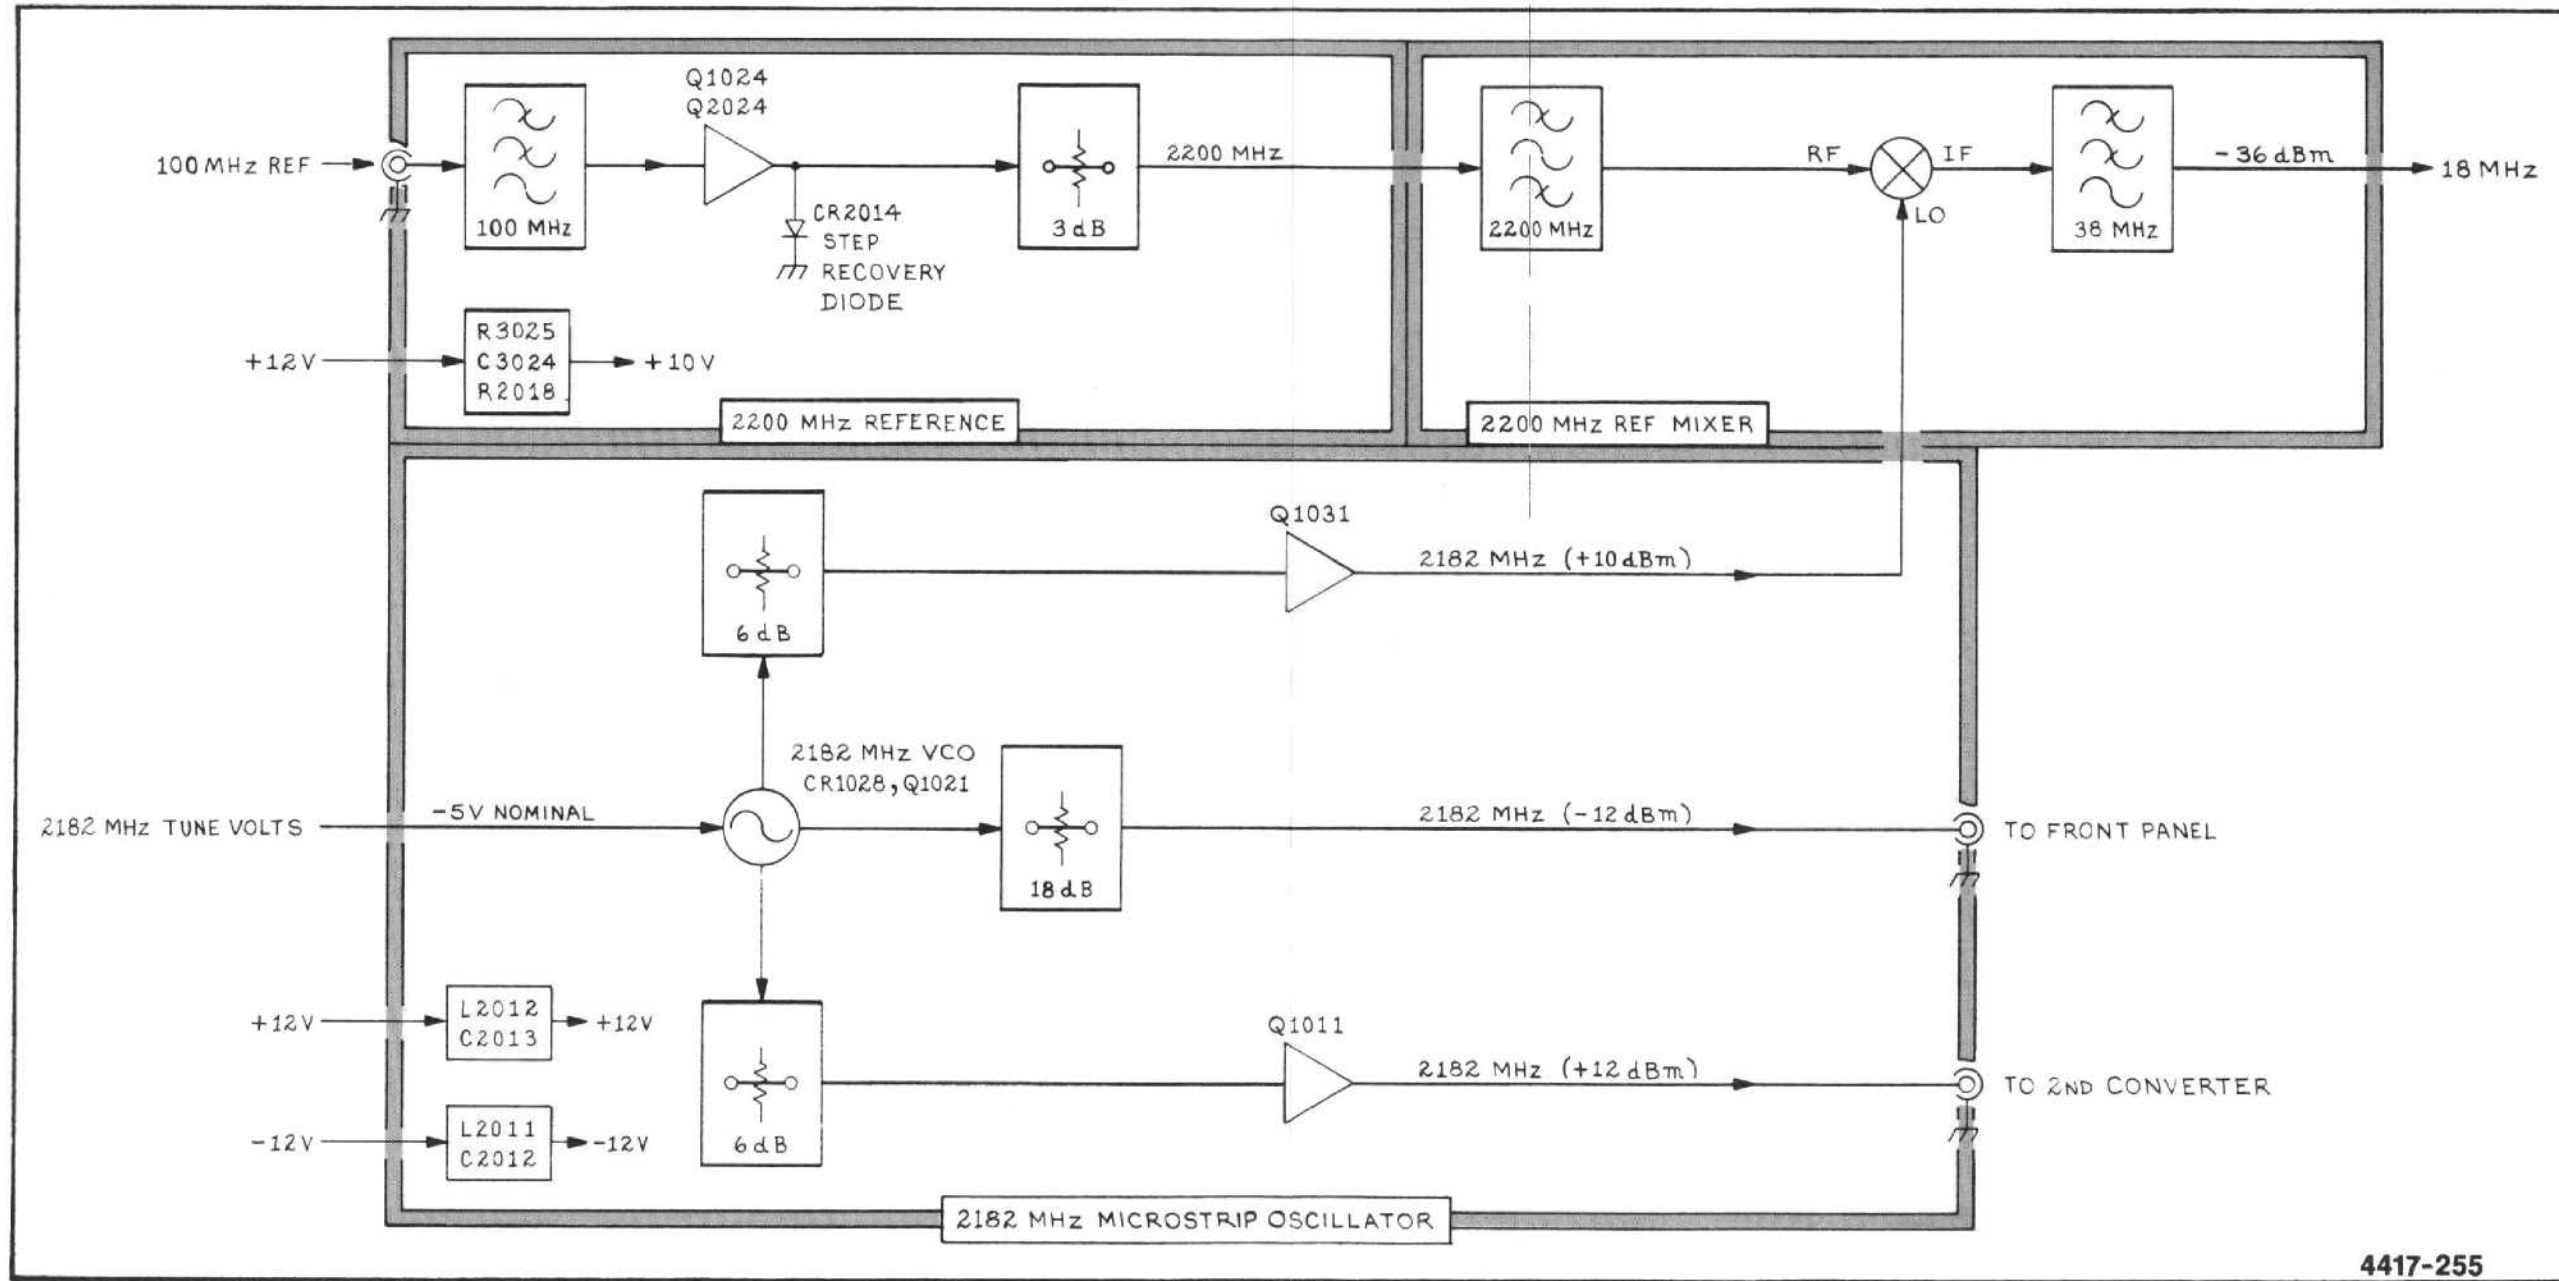 Q1024
Q2024
100 MHz REF
100 MHz
CR2014
STEP
RECOVERY
DIODE
3 dB
2200 MHz
2200 MHz
RF
IF
LO
38 MHz
-36 dBm
18 MHz
+12V
R3025
C3024
R2018
+10V
2200 MHz REFERENCE
2200 MHz REF MIXER
6 dB
Q1031
2182 MHz (+10 dBm)
2182 MHz TUNE VOLTS
-5V NOMINAL
2182 MHz VCO
CR1028, Q1021
18 dB
2182 MHz (-12 dBm)
TO FRONT PANEL
+12V
L2012
C2013
+12V
-12V
L2011
C2012
-12V
6 dB
Q1011
2182 MHz (+12 dBm)
TO 2ND CONVERTER
2182 MHz MICROSTRIP OSCILLATOR
4417-255